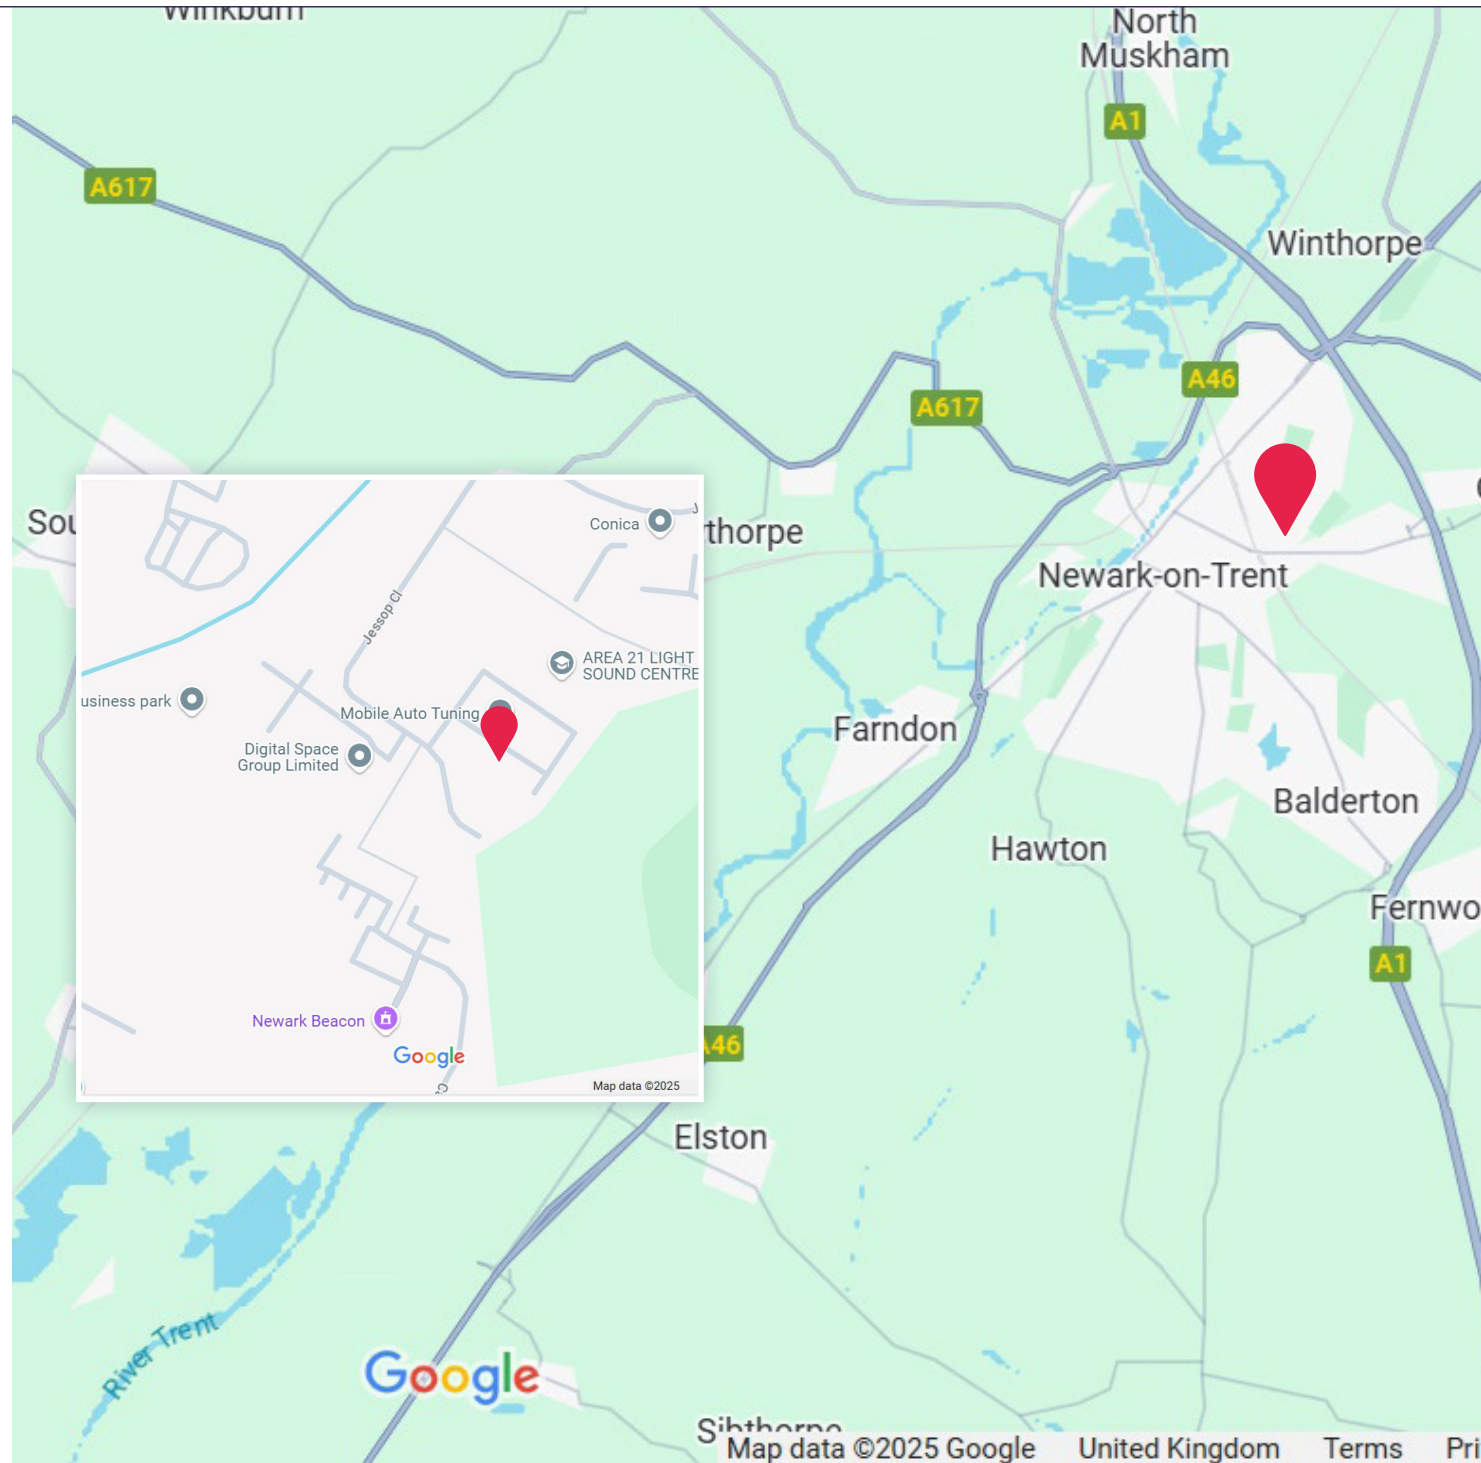 Winkburn
North
Muskham
A1
A617
Winthorpe
A46
A617
thorpe
Newark-on-Trent
Farndon
Balderton
Hawton
Fernwo
A1
A46
Elston
River Trent
Google
Sibthorpe
Map data ©2025 Google United Kingdom Terms Pri
Sou
Conica
Jessop Cl
AREA 21 LIGHT
SOUND CENTRE
usiness park
Mobile Auto Tuning
Digital Space
Group Limited
Newark Beacon
Google
Map data ©2025